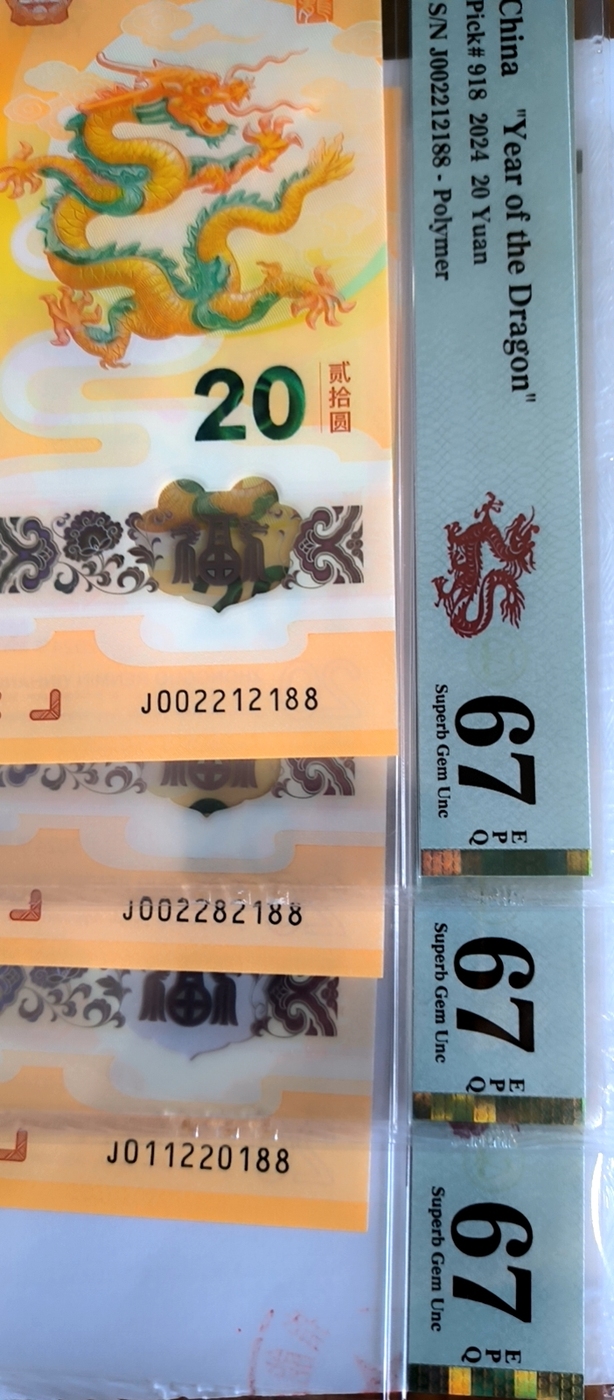 China "Year of the Dragon"
Pick# 918 2024 20 Yuan
S/N J002212188 - Polymer
67 EPQ
Superb Gem Unc
20
贰拾圆
福
J002212188
J002282188
67 EPQ
Superb Gem Unc
J011220188
67 EPQ
Superb Gem Unc